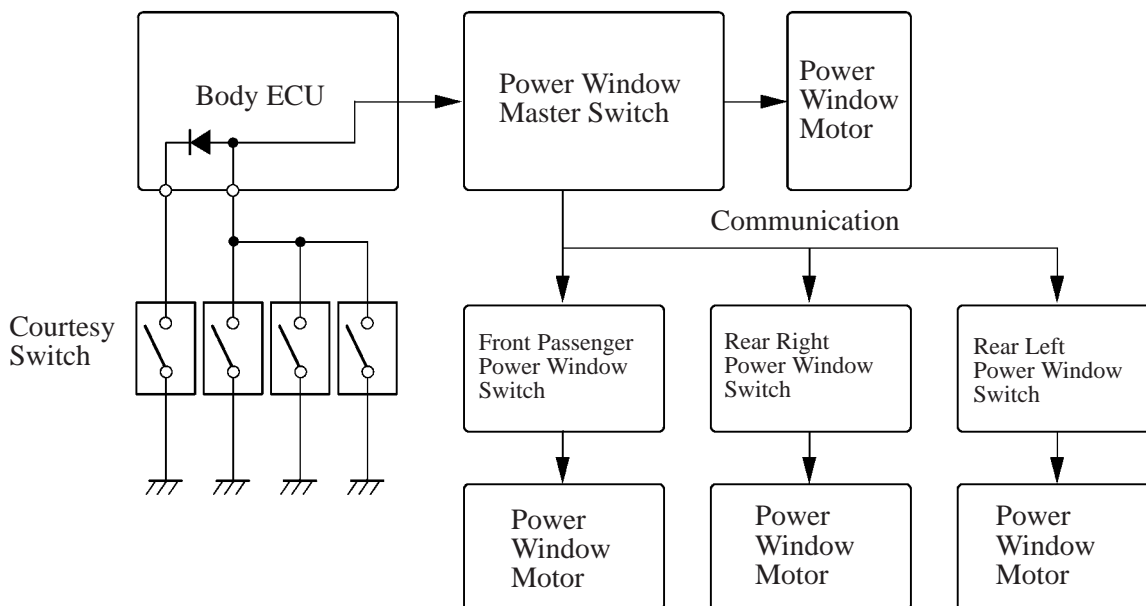 Body ECU
Power Window
Master Switch
Power
Window
Motor
Communication
Courtesy
Switch
Front Passenger
Power Window
Switch
Rear Right
Power Window
Switch
Rear Left
Power Window
Switch
Power
Window
Motor
Power
Window
Motor
Power
Window
Motor